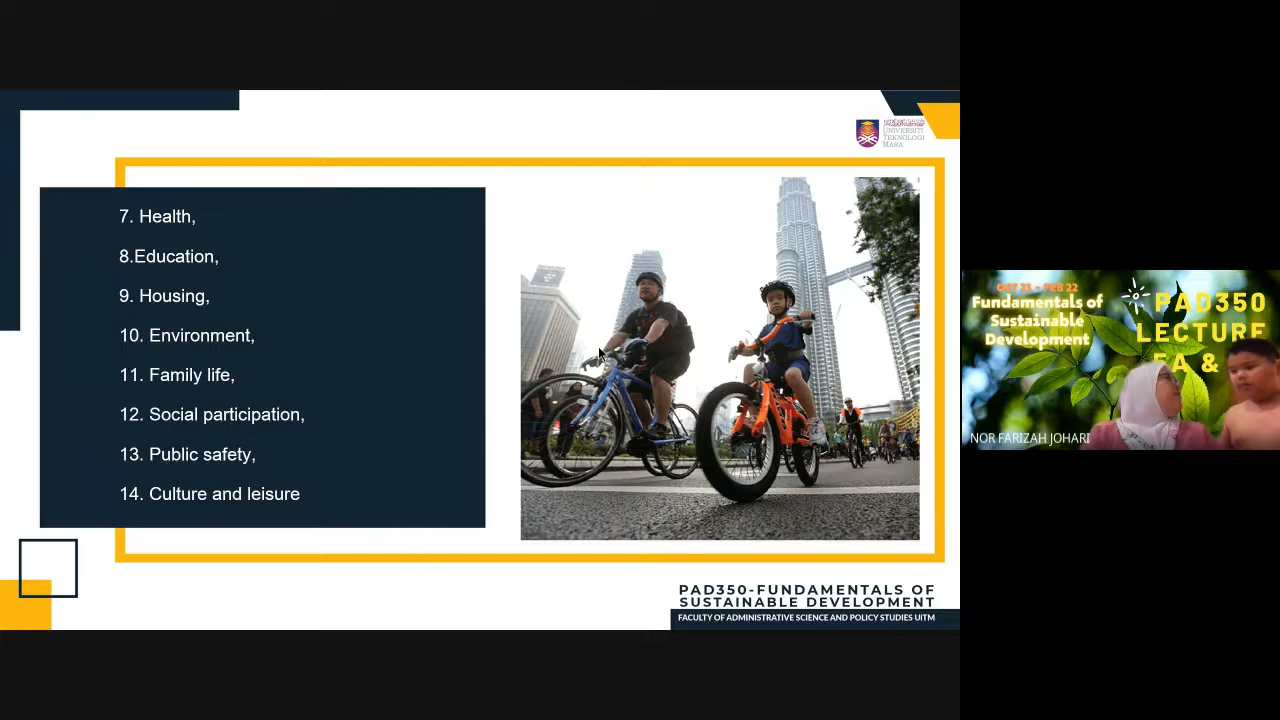 UNIVERSITI
TEKNOLOGI
MARA
7. Health,
8.Education,
9. Housing,
10. Environment,
11. Family life,
12. Social participation,
13. Public safety,
14. Culture and leisure
PAD350-FUNDAMENTALS OF
SUSTAINABLE DEVELOPMENT
FACULTY OF ADMINISTRATIVE SCIENCE AND POLICY STUDIES UITM
OCT 21 - FEB 22
Fundamentals of
Sustainable
Development
PAD350
LECTURE
&
NOR FARIZAH JOHARI